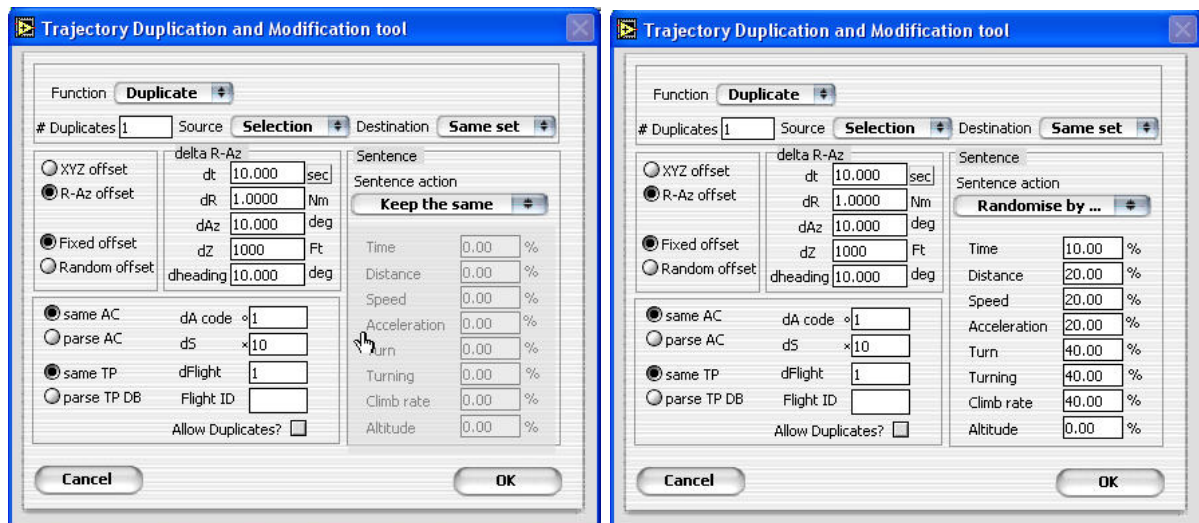 Trajectory Duplication and Modification tool
Function Duplicate
# Duplicates 1 Source Selection Destination Same set
XYZ offset
R-Az offset
Fixed offset
Random offset
delta R-Az
dt 10.000 sec
dR 1.0000 Nm
dAz 10.000 deg
dZ 1000 Ft
dheading 10.000 deg
same AC
parse AC
same TP
parse TP DB
dA code o 1
dS × 10
dFlight 1
Flight ID
Allow Duplicates?
Sentence
Sentence action
Keep the same
Time 0.00 %
Distance 0.00 %
Speed 0.00 %
Acceleration 0.00 %
Turn 0.00 %
Turning 0.00 %
Climb rate 0.00 %
Altitude 0.00 %
Cancel OK
Trajectory Duplication and Modification tool
Function Duplicate
# Duplicates 1 Source Selection Destination Same set
XYZ offset
R-Az offset
Fixed offset
Random offset
delta R-Az
dt 10.000 sec
dR 1.0000 Nm
dAz 10.000 deg
dZ 1000 Ft
dheading 10.000 deg
same AC
parse AC
same TP
parse TP DB
dA code o 1
dS × 10
dFlight 1
Flight ID
Allow Duplicates?
Sentence
Sentence action
Randomise by ...
Time 10.00 %
Distance 20.00 %
Speed 20.00 %
Acceleration 20.00 %
Turn 40.00 %
Turning 40.00 %
Climb rate 40.00 %
Altitude 0.00 %
Cancel OK